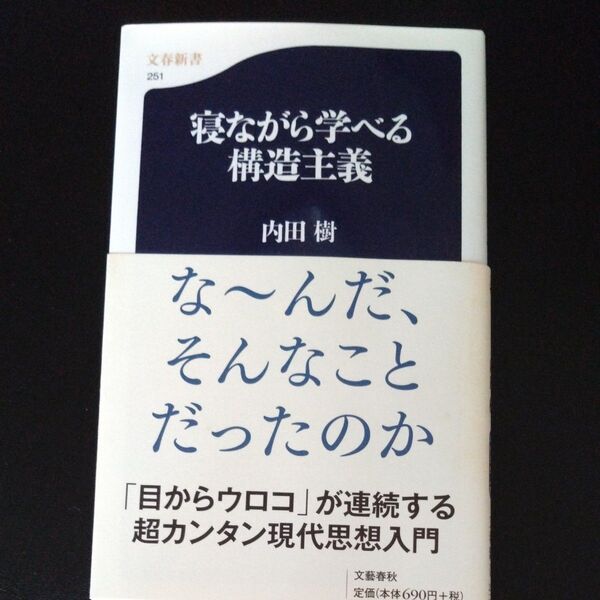 文春新書
251
寝ながら学べる
構造主義
内田 樹
な〜んだ、
そんなこと
だったのか
「目からウロコ」が連続する
超カンタン現代思想入門
文藝春秋
定価(本体690円+税)